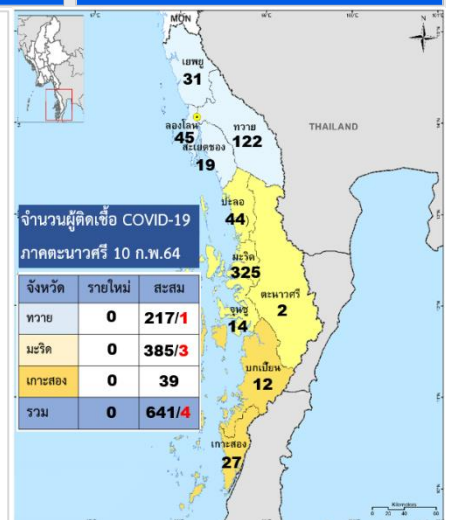 MON
เยพยู
31
ลองโลน
45
สะเยดชอง
19
ทวาย
122
THAILAND
ปะลอ
44
มะริด
325
ตะนาวศรี
2
จุนซุ
14
บกเปี้ยน
12
เกาะสอง
27
จำนวนผู้ติดเชื้อ COVID-19
ภาคตะนาวศรี 10 ก.พ.64
จังหวัด รายใหม่ สะสม
ทวาย 0 217/1
มะริด 0 385/3
เกาะสอง 0 39
รวม 0 641/4
N
Kilometers